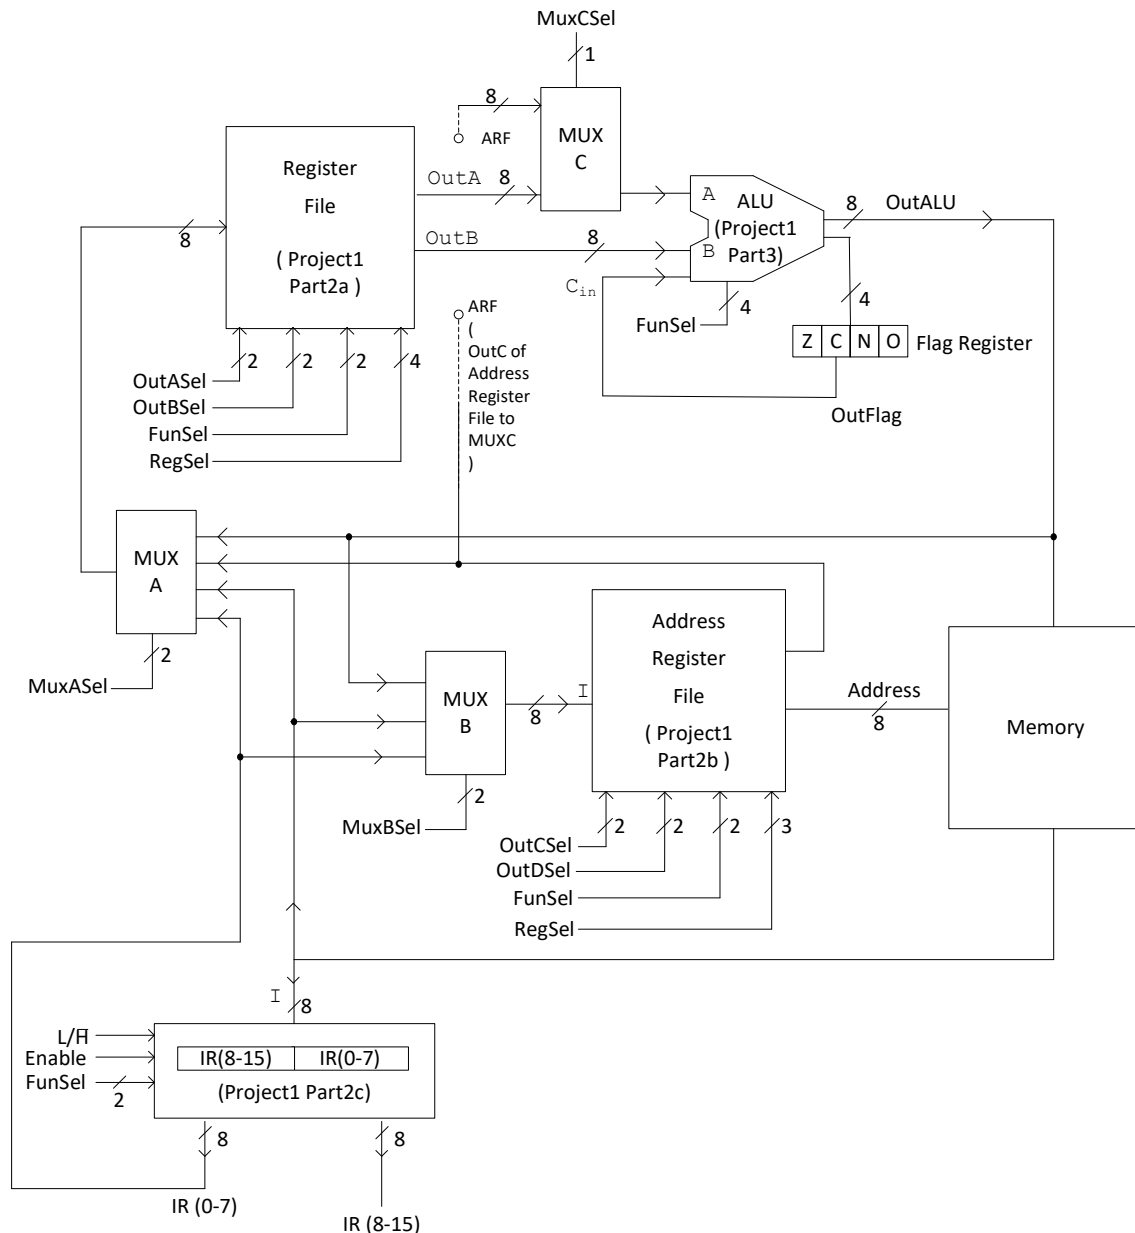 MuxCSel
1
8
ARF
MUX
C
Register
File
( Project1
Part2a )
OutA
8
OutB
8
8
A
B
ALU
(Project1
Part3)
8
OutALU
C_in
4
FunSel
4
Z C N O
Flag Register
OutFlag
2
2
2
4
OutASel
OutBSel
FunSel
RegSel
ARF
(
OutC of
Address
Register
File to
MUXC
)
MUX
A
2
MuxASel
MUX
B
8
2
MuxBSel
I
Address
Register
File
( Project1
Part2b )
Address
8
Memory
2
2
2
3
OutCSel
OutDSel
FunSel
RegSel
I
8
L/H̅
Enable
FunSel
2
IR(8-15) IR(0-7)
(Project1 Part2c)
8
8
IR (0-7)
IR (8-15)